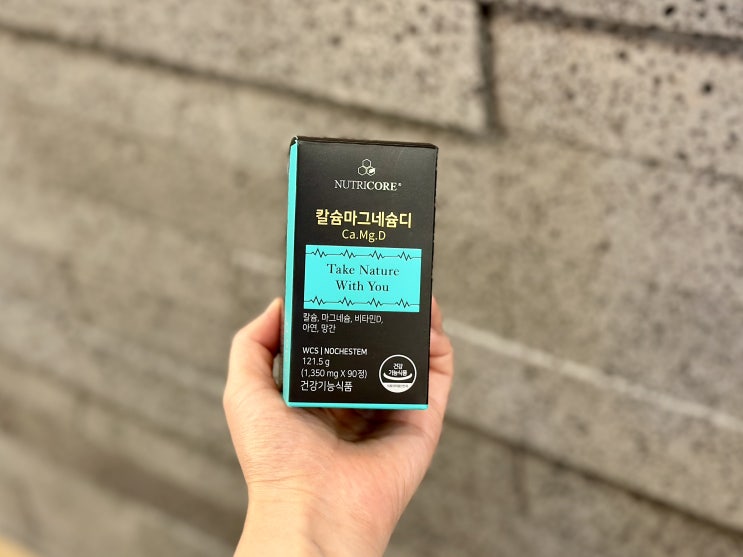 NUTRICORE®
칼슘마그네슘디
Ca.Mg.D
Take Nature
With You
칼슘, 마그네슘, 비타민D,
아연, 망간
WCS | NOCHESTEM
121.5 g
(1,350 mg X 90정)
건강기능식품
건강
기능식품